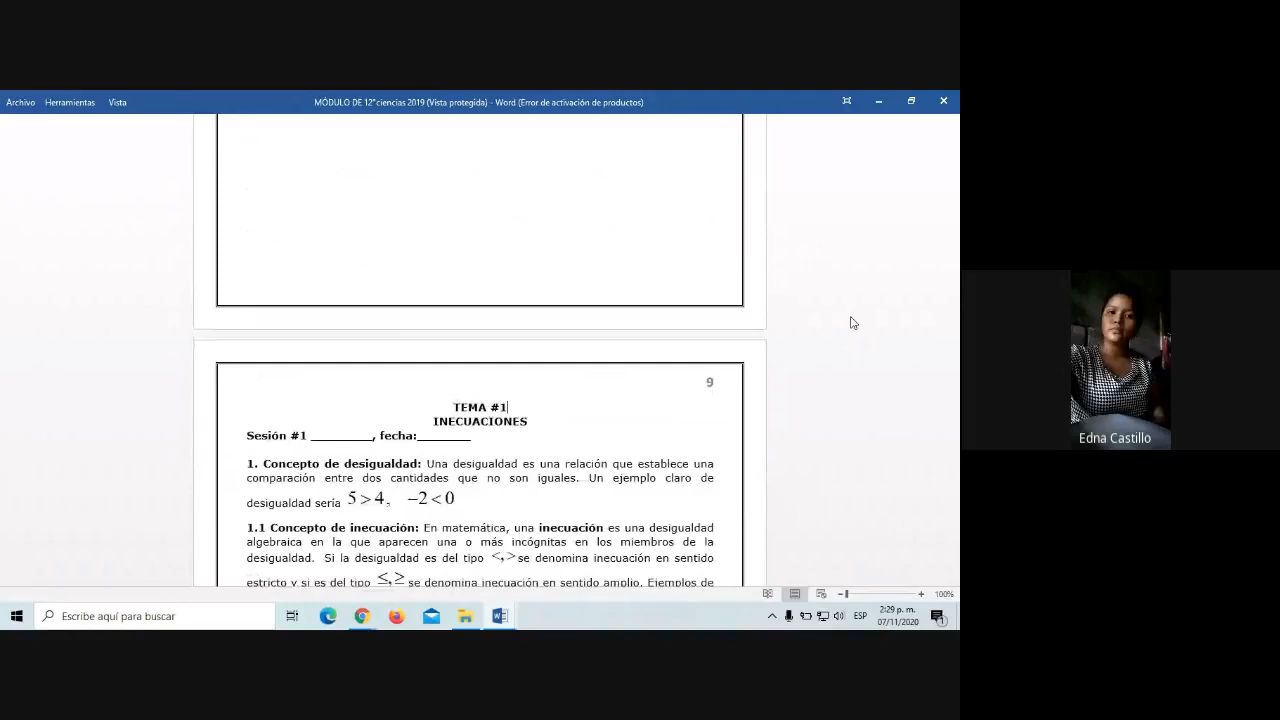 Archivo Herramientas Vista MÓDULO DE 12°ciencias 2019 (Vista protegida) - Word (Error de activación de productos)
9
TEMA #1
INECUACIONES
Sesión #1 ________, fecha:________
1. Concepto de desigualdad: Una desigualdad es una relación que establece una
comparación entre dos cantidades que no son iguales. Un ejemplo claro de
desigualdad sería 5 > 4, −2 < 0
1.1 Concepto de inecuación: En matemática, una inecuación es una desigualdad
algebraica en la que aparecen una o más incógnitas en los miembros de la
desigualdad. Si la desigualdad es del tipo <,> se denomina inecuación en sentido
estricto y si es del tipo ≤,≥ se denomina inecuación en sentido amplio. Ejemplos de
100%
Escribe aquí para buscar
ESP
2:29 p. m.
07/11/2020
1
Edna Castillo